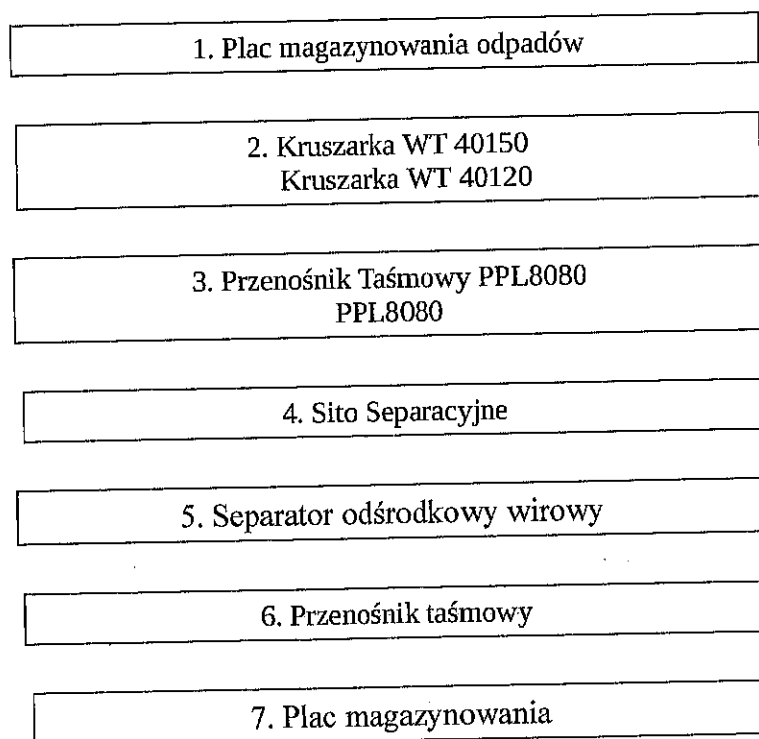 1. Plac magazynowania odpadów
2. Kruszarka WT 40150
Kruszarka WT 40120
3. Przenośnik Taśmowy PPL8080
PPL8080
4. Sito Separacyjne
5. Separator odśrodkowy wirowy
6. Przenośnik taśmowy
7. Plac magazynowania